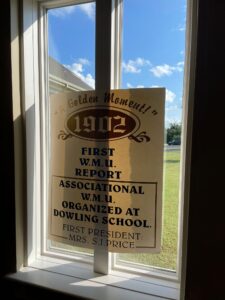 "A Golden Moment!"
1902
FIRST
W.M.U.
REPORT
ASSOCIATIONAL
W.M.U.
ORGANIZED AT
DOWLING SCHOOL.
FIRST PRESIDENT
MRS. S.J. PRICE